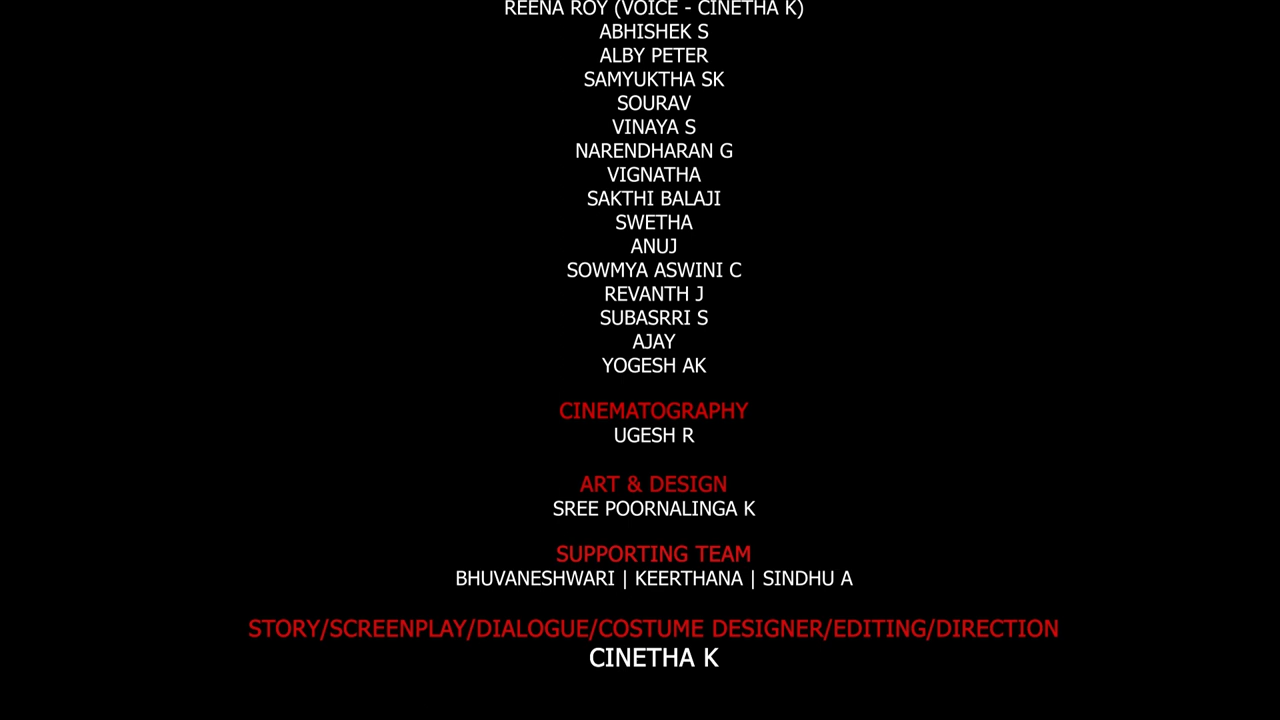 REENA ROY (VOICE - CINETHA K)
ABHISHEK S
ALBY PETER
SAMYUKTHA SK
SOURAV
VINAYA S
NARENDHARAN G
VIGNATHA
SAKTHI BALAJI
SWETHA
ANUJ
SOWMYA ASWINI C
REVANTH J
SUBASRRI S
AJAY
YOGESH AK
CINEMATOGRAPHY
UGESH R
ART & DESIGN
SREE POORNALINGA K
SUPPORTING TEAM
BHUVANESHWARI | KEERTHANA | SINDHU A
STORY/SCREENPLAY/DIALOGUE/COSTUME DESIGNER/EDITING/DIRECTION
CINETHA K